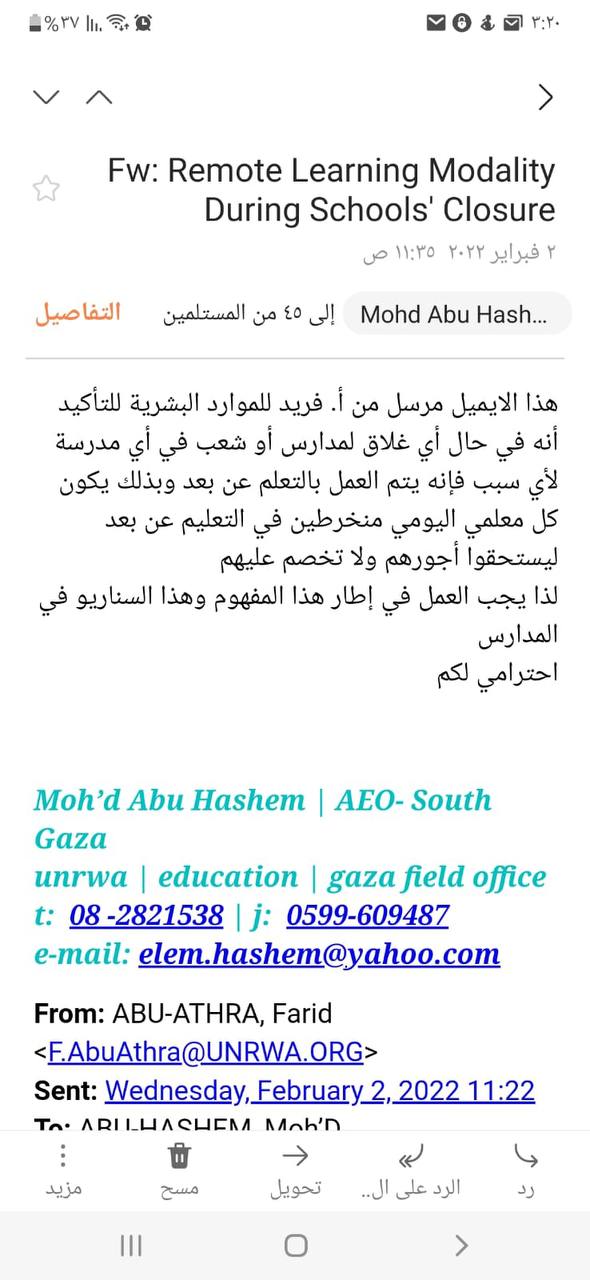 %٣٧ ٣:٢٠
Fw: Remote Learning Modality
During Schools' Closure
٢ فبراير ٢٠٢٢ ١١:٣٥ ص
Mohd Abu Hash... إلى ٤٥ من المستلمين التفاصيل
هذا الايميل مرسل من أ. فريد للموارد البشرية للتأكيد
أنه في حال أي غلاق لمدارس أو شعب في أي مدرسة
لأي سبب فإنه يتم العمل بالتعلم عن بعد وبذلك يكون
كل معلمي اليومي منخرطين في التعليم عن بعد
ليستحقوا أجورهم ولا تخصم عليهم
لذا يجب العمل في إطار هذا المفهوم وهذا السناريو في
المدارس
احترامي لكم
Moh’d Abu Hashem | AEO- South
Gaza
unrwa | education | gaza field office
t: 08 -2821538 | j: 0599-609487
e-mail: elem.hashem@yahoo.com
From: ABU-ATHRA, Farid
<F.AbuAthra@UNRWA.ORG>
Sent: Wednesday, February 2, 2022 11:22
To: ABU-HASHEM, Moh’D
رد الرد على ال.. تحويل مسح مزيد